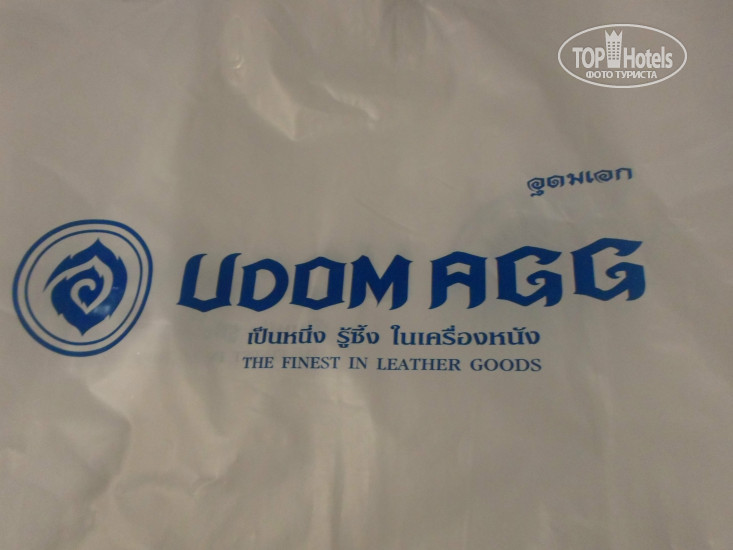 TOP Hotels
ФОТО ТУРИСТА
อุดมเอก
UDOM AGG
เป็นหนึ่ง รู้ซึ้ง ในเครื่องหนัง
THE FINEST IN LEATHER GOODS